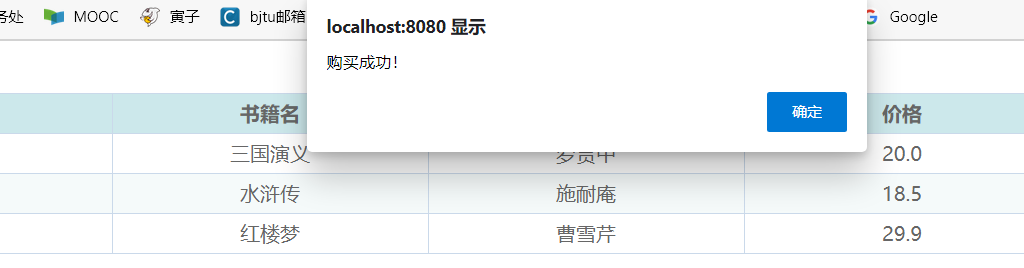 务处 MOOC 寅子 bjtu邮箱 Google
localhost:8080 显示
购买成功！
确定
书籍名 价格
三国演义 罗贯中 20.0
水浒传 施耐庵 18.5
红楼梦 曹雪芹 29.9